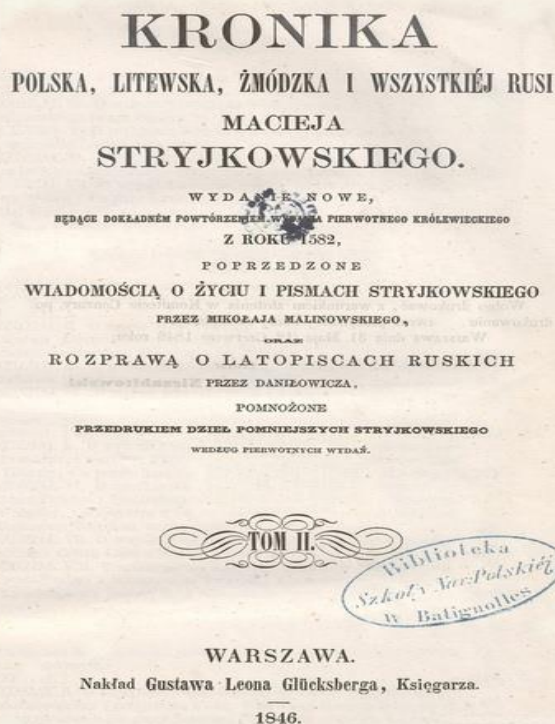 KRONIKA
POLSKA, LITEWSKA, ŻMÓDZKA I WSZYSTKIÉJ RUSI
MACIEJA
STRYJKOWSKIEGO.
WYDANIE NOWE,
BĘDĄCE DOKŁADNÉM POWTÓRZENIEM WYDANIA PIERWOTNEGO KRÓLEWIECKIEGO
Z ROKU 1582,
POPRZEDZONE
WIADOMOŚCIĄ O ŻYCIU I PISMACH STRYJKOWSKIEGO
PRZEZ MIKOŁAJA MALINOWSKIEGO,
ORAZ
ROZPRAWĄ O LATOPISCACH RUSKICH
PRZEZ DANIŁOWICZA,
POMNOŻONE
PRZEDRUKIEM DZIEŁ POMNIEJSZYCH STRYJKOWSKIEGO
WEDŁUG PIERWOTNYCH WYDAŃ.
TOM II.
Biblioteka
Szkoły Nar: Polskiéj
w Batignolles
WARSZAWA.
Nakład Gustawa Leona Glücksberga, Księgarza.
1846.